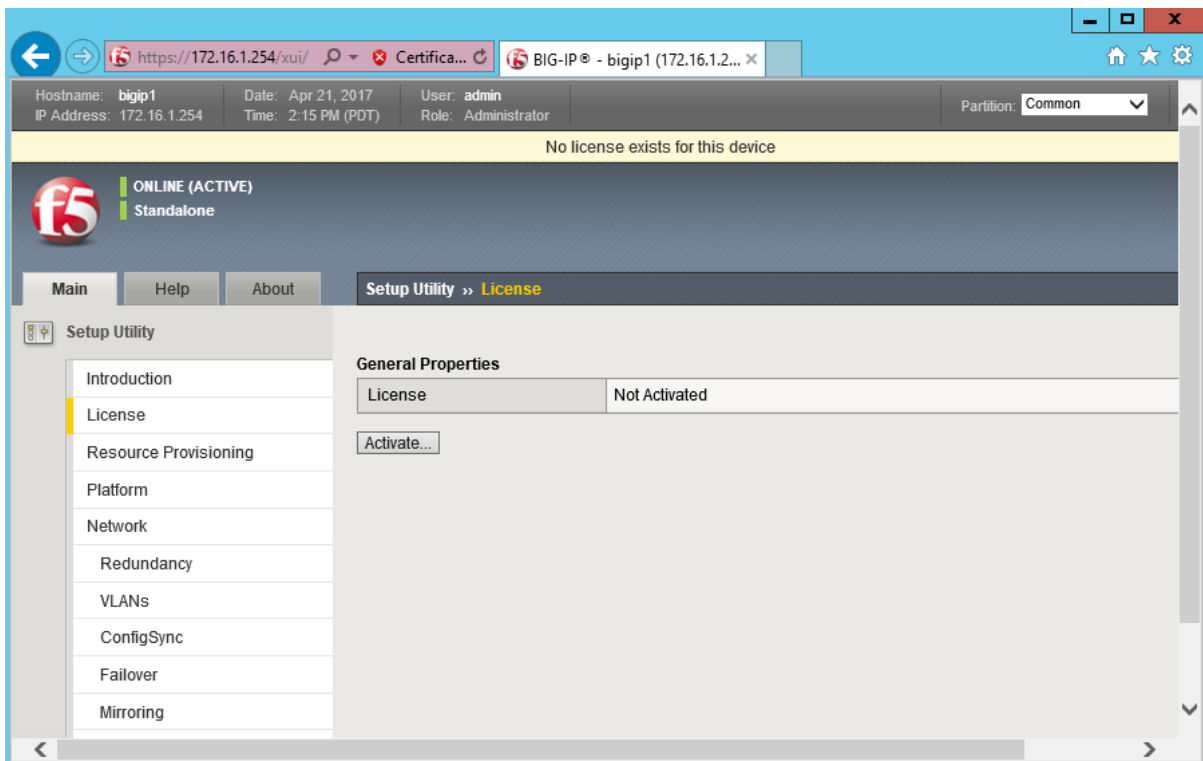 https://172.16.1.254/xui/ Certifica... BIG-IP® - bigip1 (172.16.1.2...
Hostname: bigip1 Date: Apr 21, 2017 User: admin
IP Address: 172.16.1.254 Time: 2:15 PM (PDT) Role: Administrator
Partition: Common
No license exists for this device
f5
ONLINE (ACTIVE)
Standalone
Main Help About
Setup Utility » License
Setup Utility
Introduction
License
Resource Provisioning
Platform
Network
Redundancy
VLANs
ConfigSync
Failover
Mirroring
General Properties
License Not Activated
Activate...